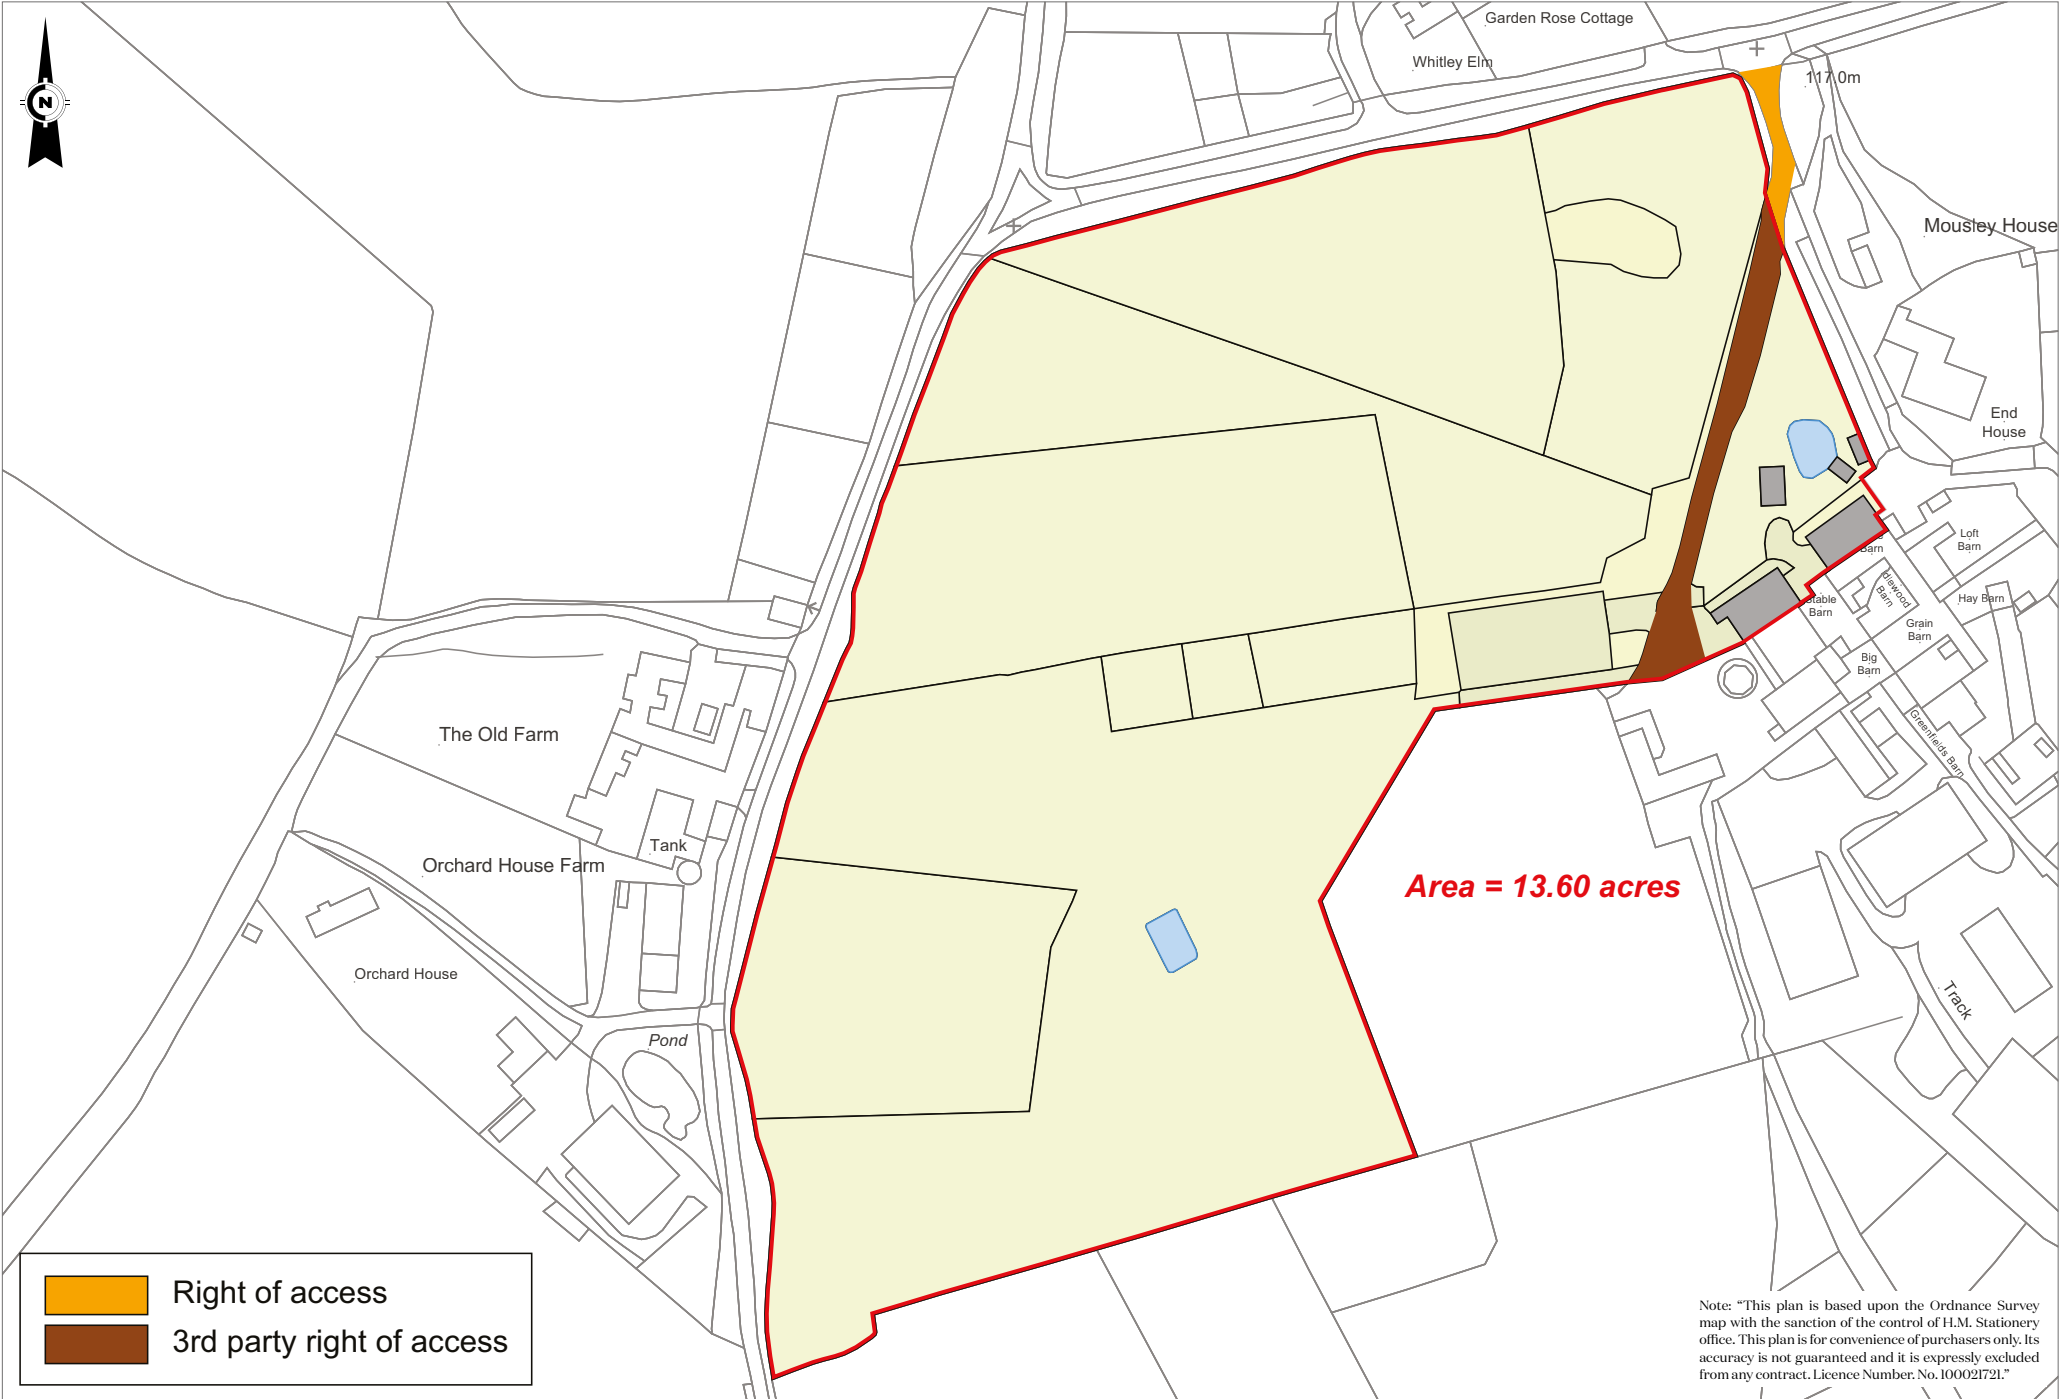 Garden Rose Cottage
Whitley Elm
117.0m
N
Mousley House
End
House
Loft
Barn
Barn
Idlewood
Barn
Stable
Barn
Hay Barn
Grain
Barn
Big
Barn
Greenfields Barn
The Old Farm
Tank
Orchard House Farm
Area = 13.60 acres
Orchard House
Track
Pond
Right of access
3rd party right of access
Note: “This plan is based upon the Ordnance Survey
map with the sanction of the control of H.M. Stationery
office. This plan is for convenience of purchasers only. Its
accuracy is not guaranteed and it is expressly excluded
from any contract. Licence Number. No. 100021721.”